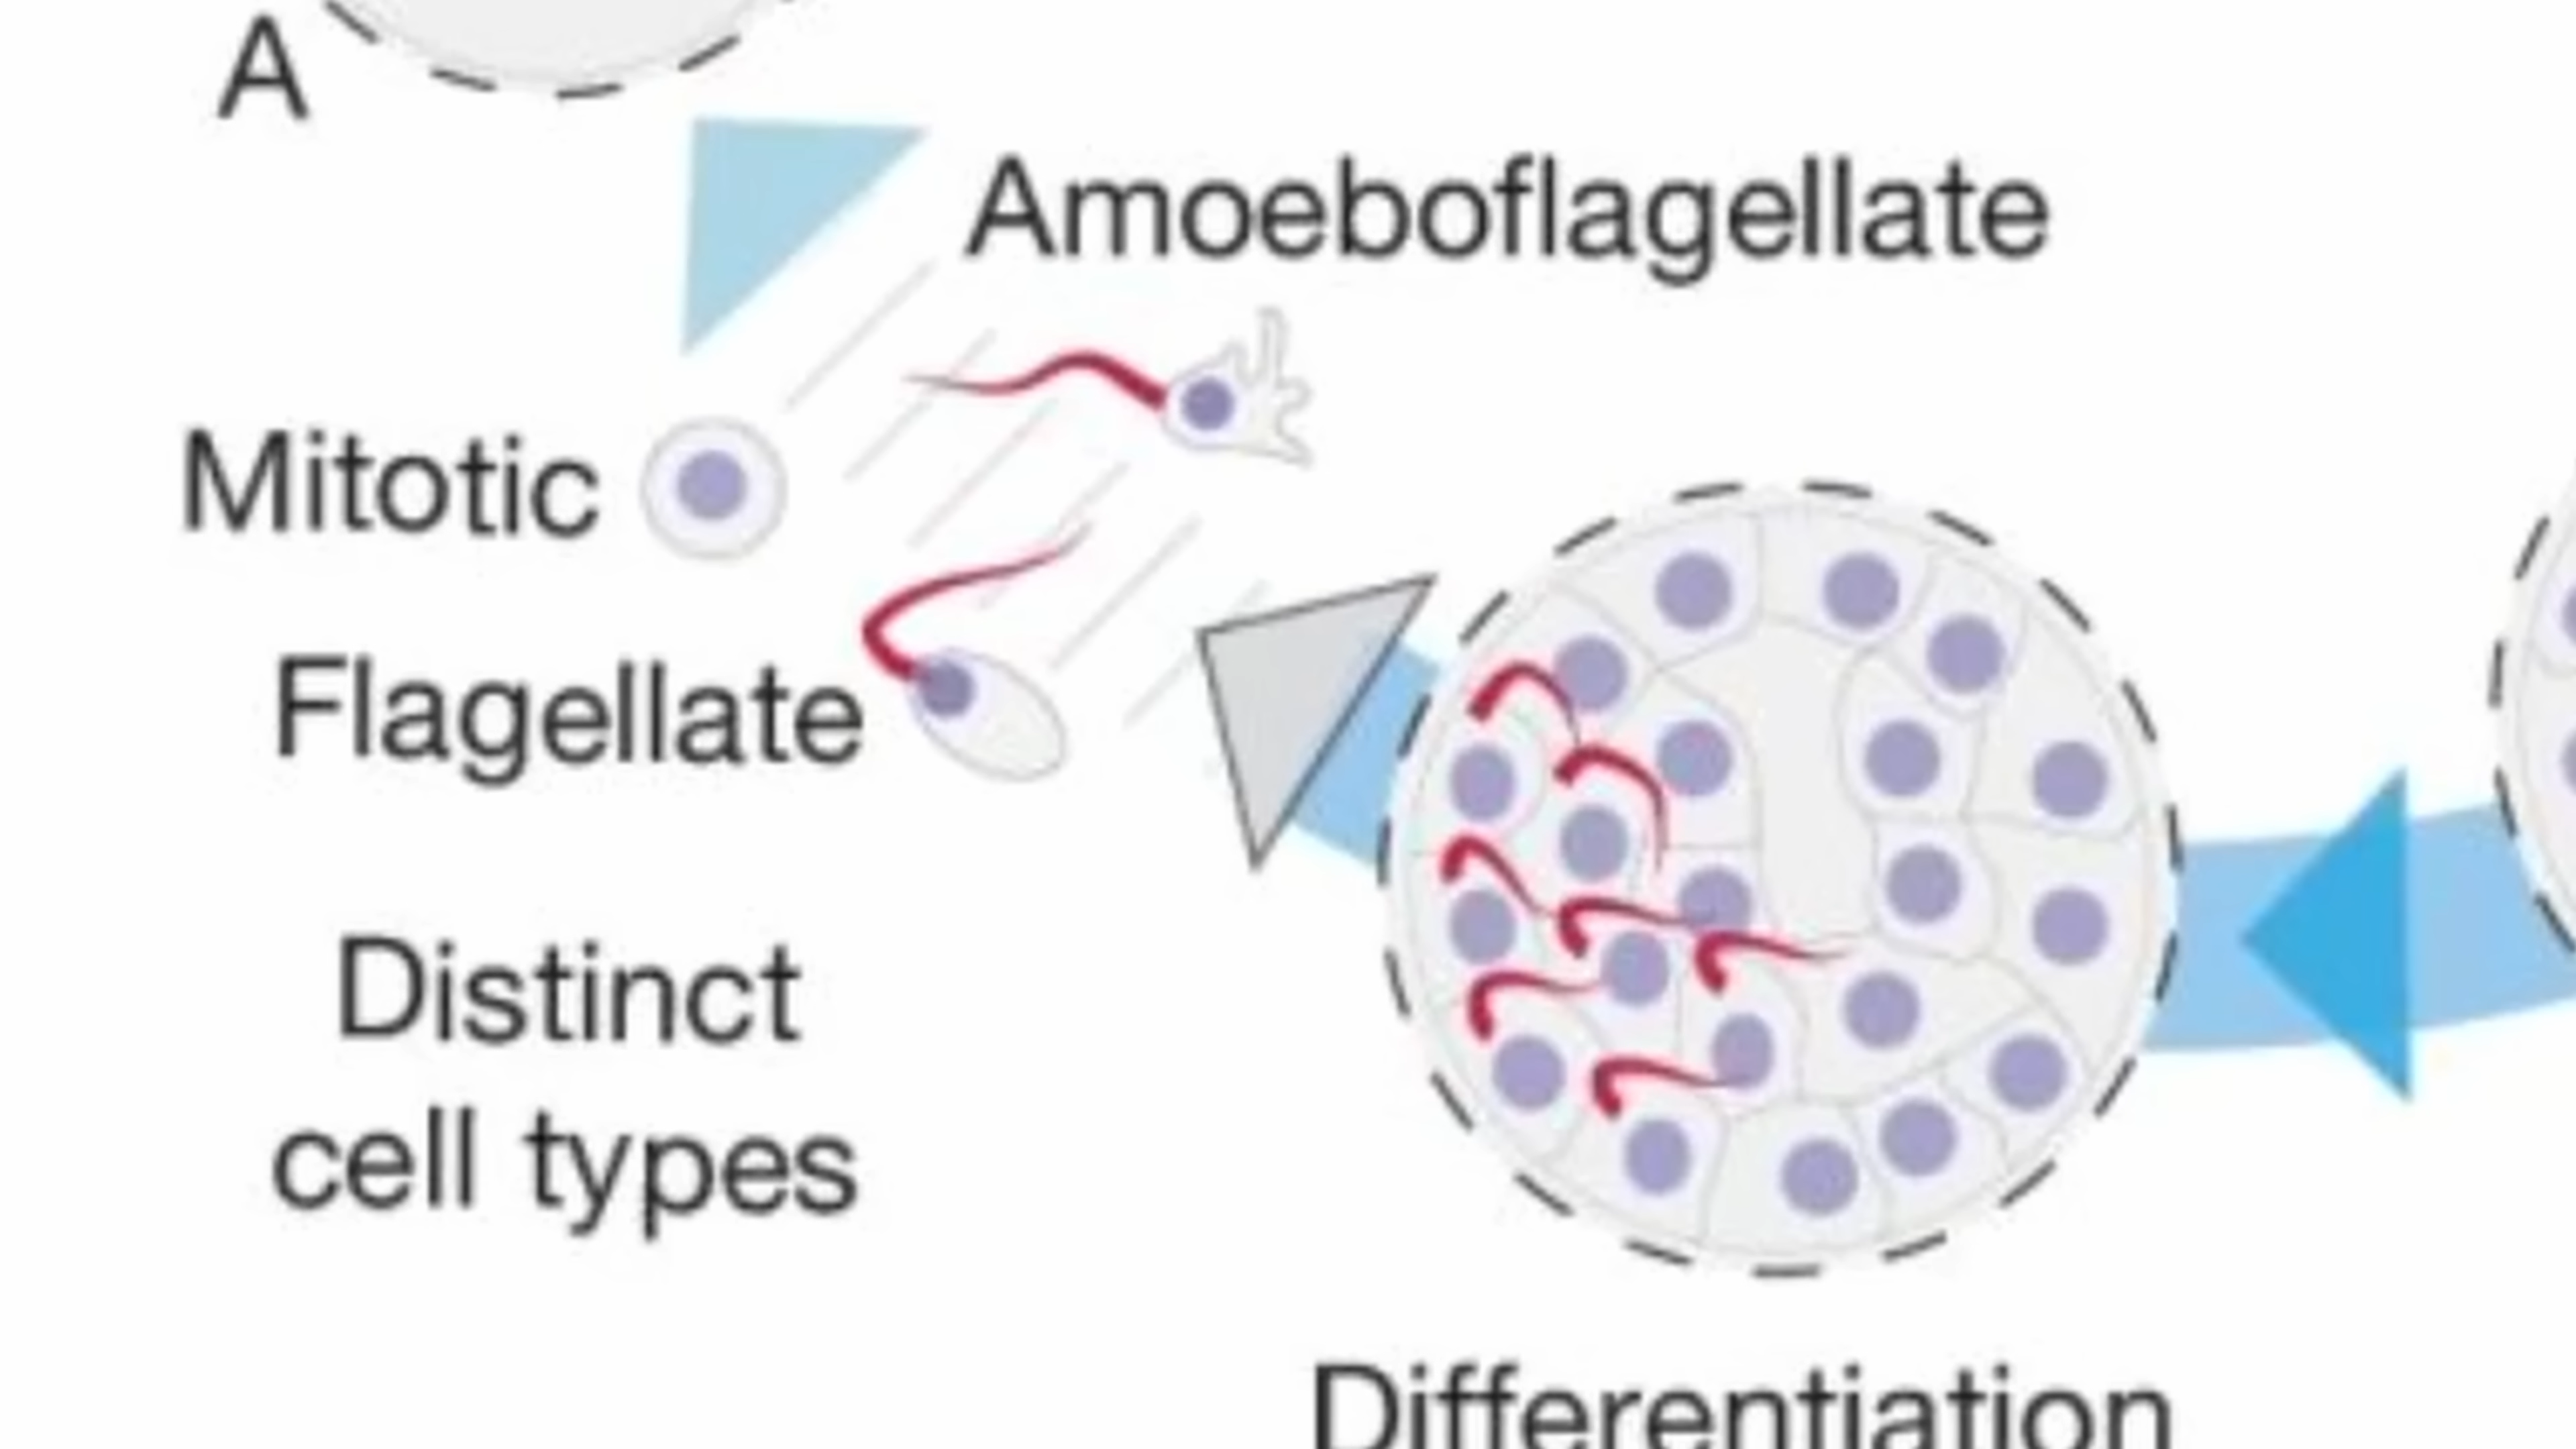 A
Amoeboflagellate
Mitotic
Flagellate
Distinct
cell types
Differentiation